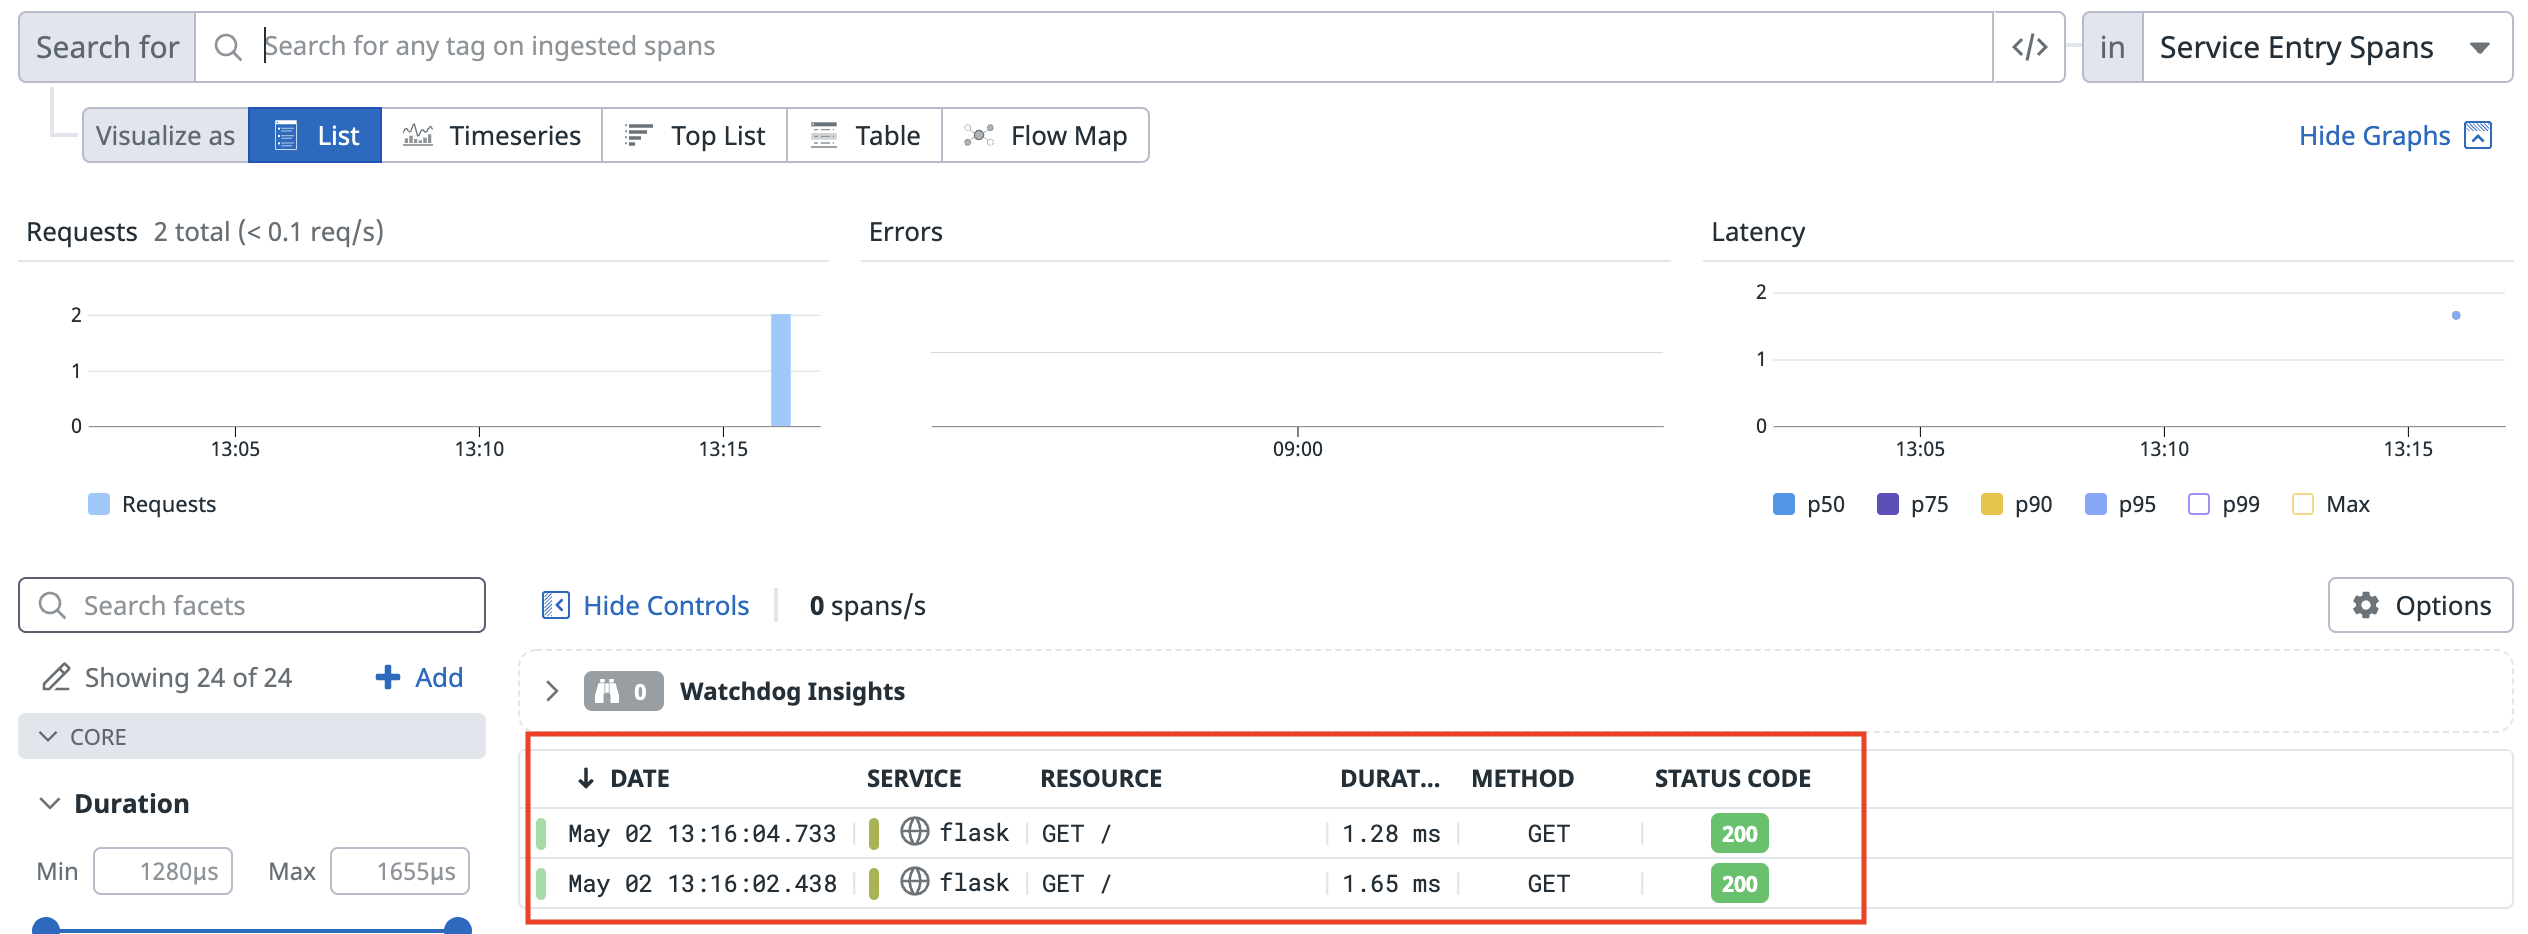 Search for Search for any tag on ingested spans </> in Service Entry Spans
Visualize as List Timeseries Top List Table Flow Map Hide Graphs
Requests 2 total (< 0.1 req/s)
2
1
0
13:05 13:10 13:15
Requests
Errors
09:00
Latency
2
1
0
13:05 13:10 13:15
p50 p75 p90 p95 p99 Max
Search facets
Showing 24 of 24 + Add
CORE
Duration
Min 1280µs Max 1655µs
Hide Controls 0 spans/s Options
0 Watchdog Insights
↓ DATE SERVICE RESOURCE DURAT... METHOD STATUS CODE
May 02 13:16:04.733 flask GET / 1.28 ms GET 200
May 02 13:16:02.438 flask GET / 1.65 ms GET 200